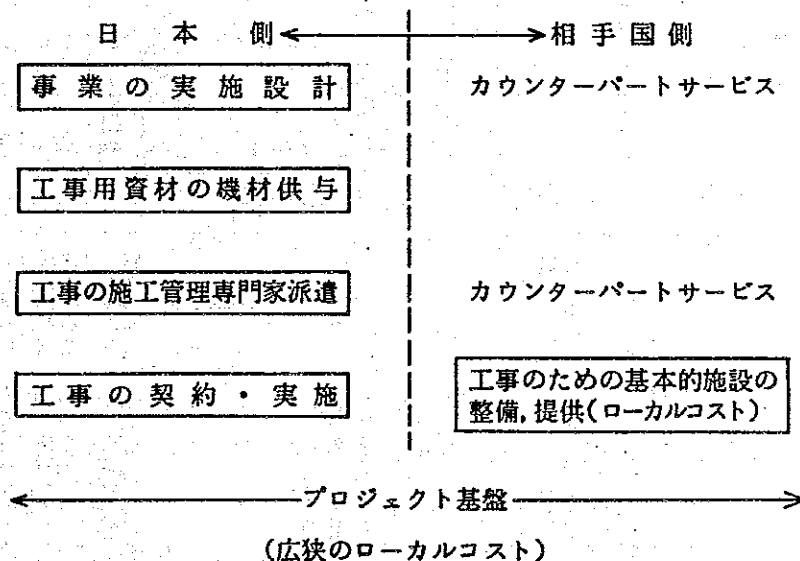 日本側 ←→ 相手国側
事業の実施設計 カウンターパートサービス
工事用資材の機材供与
工事の施工管理専門家派遣 カウンターパートサービス
工事の契約・実施 工事のための基本的施設の
整備,提供(ローカルコスト)
プロジェクト基盤
(広狭のローカルコスト)